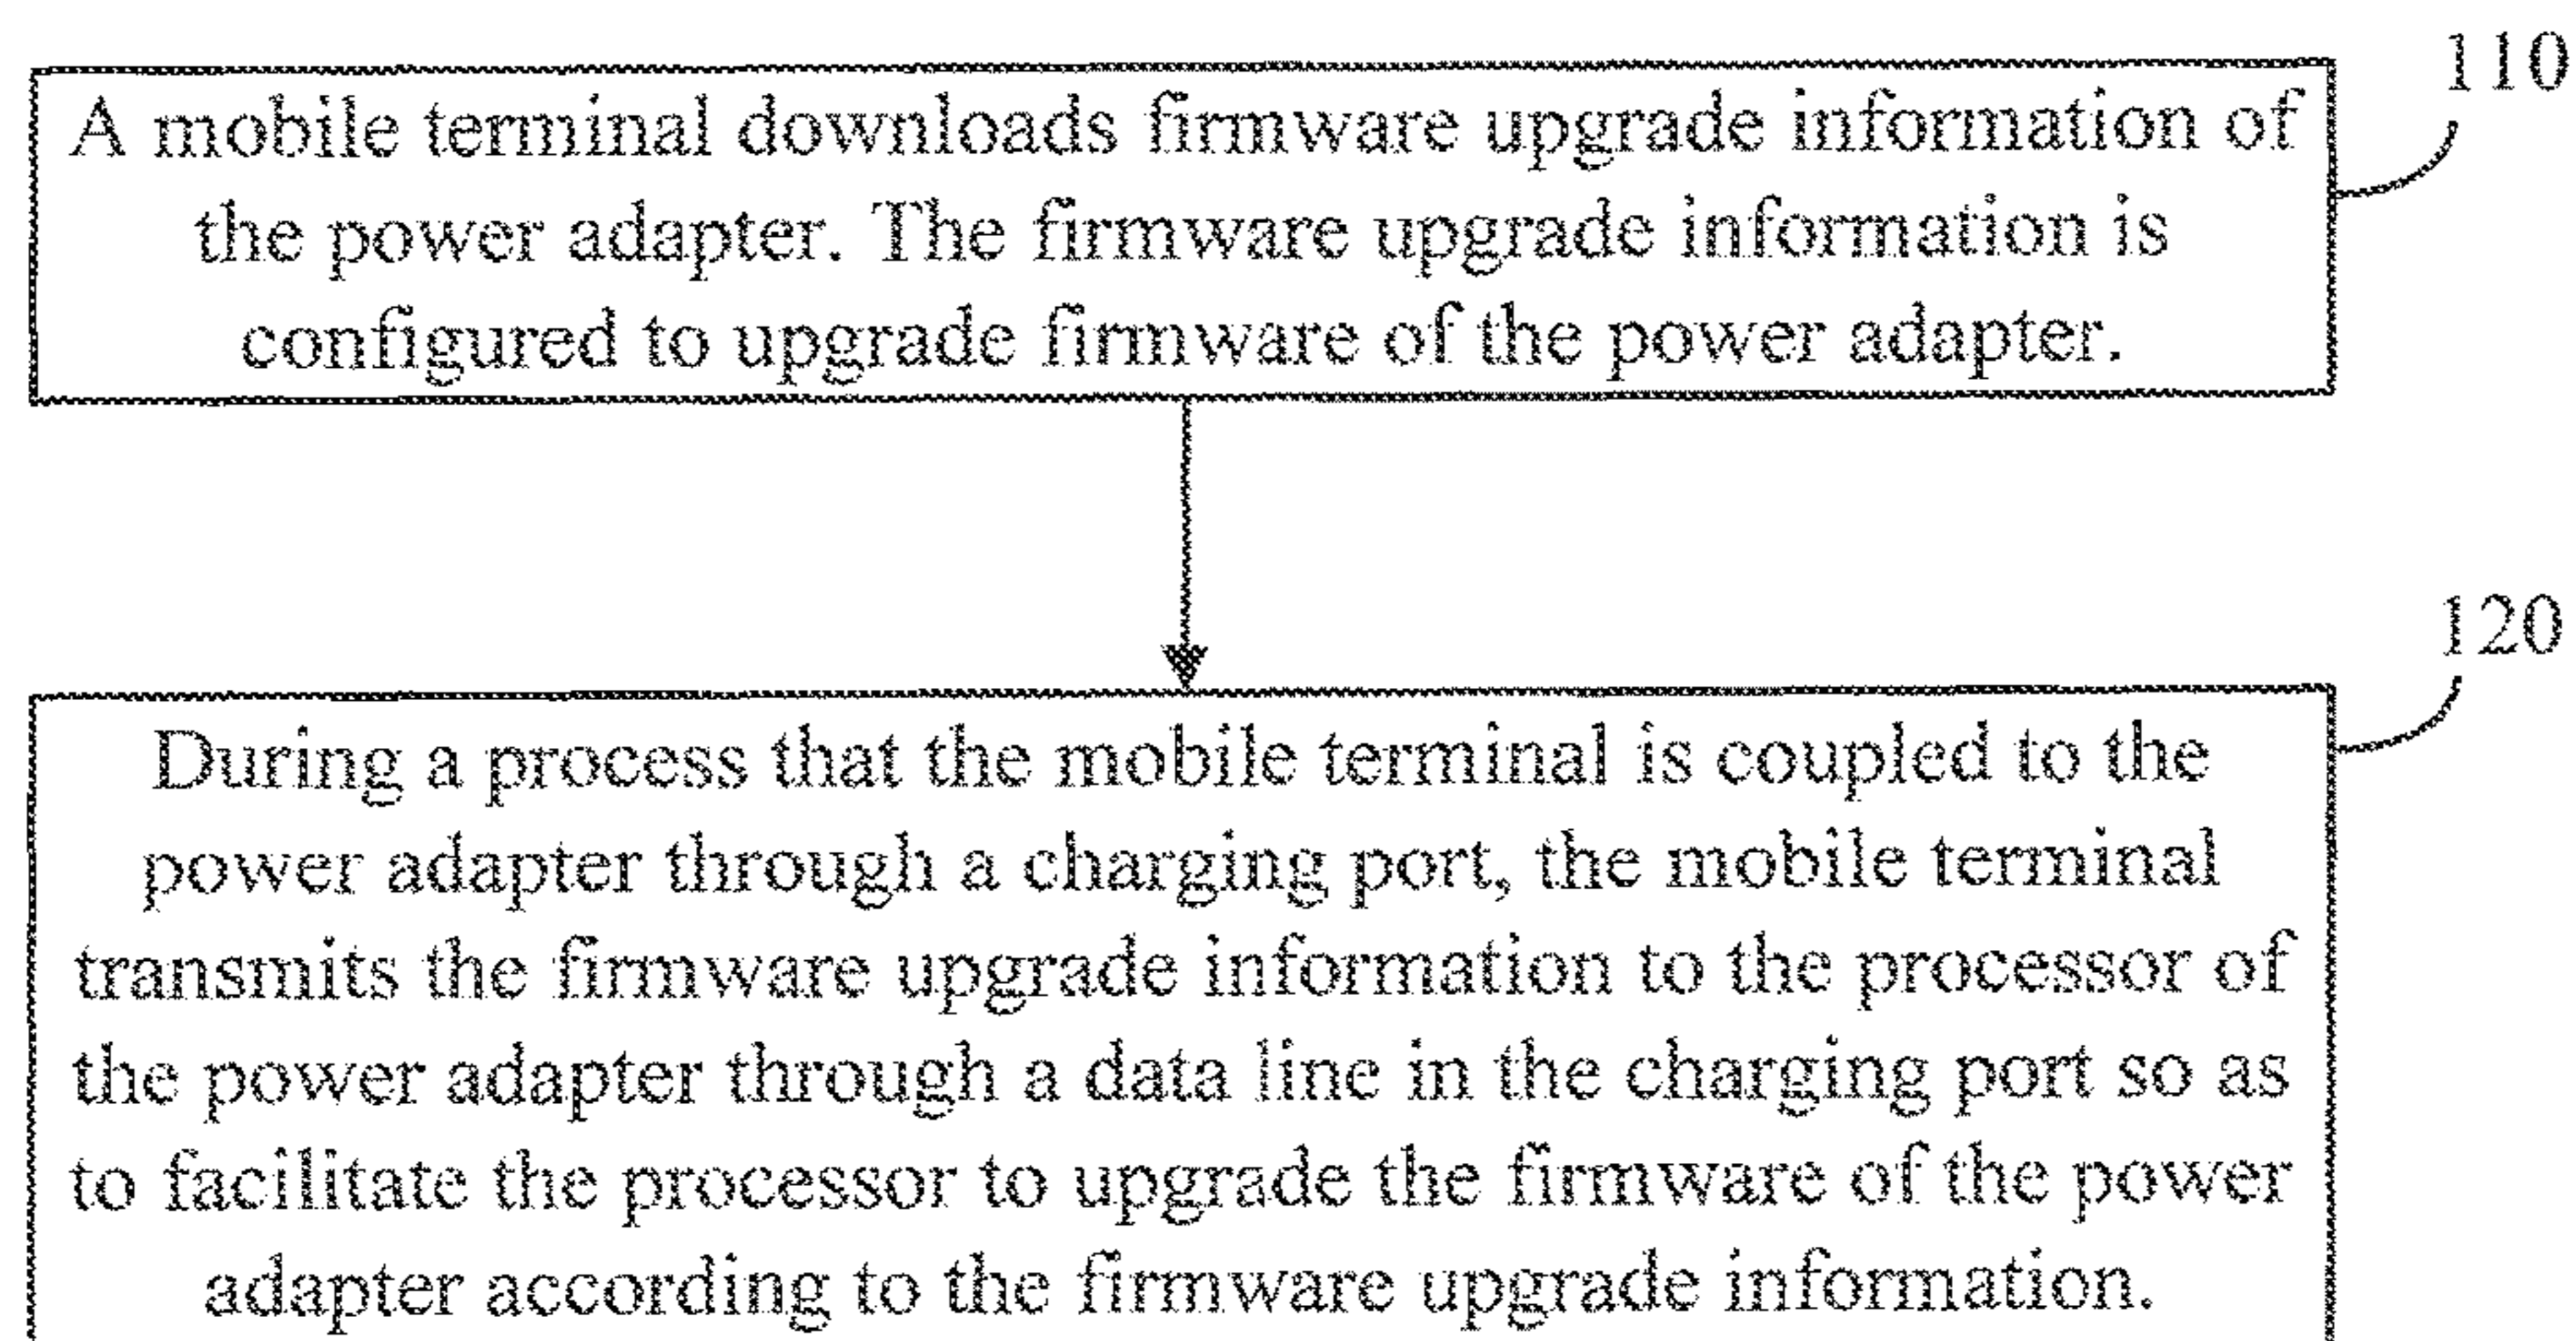 110
A mobile terminal downloads firmware upgrade information of
the power adapter. The firmware upgrade information is
configured to upgrade firmware of the power adapter.
120
During a process that the mobile terminal is coupled to the
power adapter through a charging port, the mobile terminal
transmits the firmware upgrade information to the processor of
the power adapter through a data line in the charging port so as
to facilitate the processor to upgrade the firmware of the power
adapter according to the firmware upgrade information.